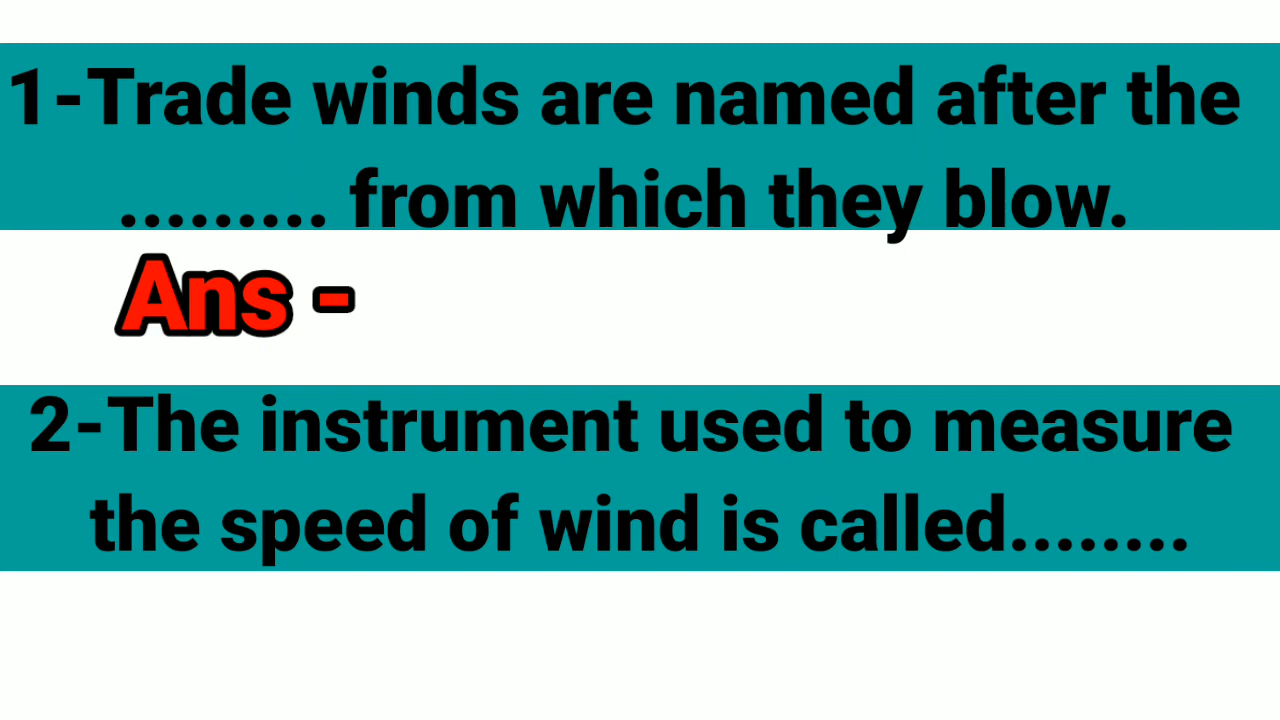 1-Trade winds are named after the
......... from which they blow.
Ans -
2-The instrument used to measure
the speed of wind is called........